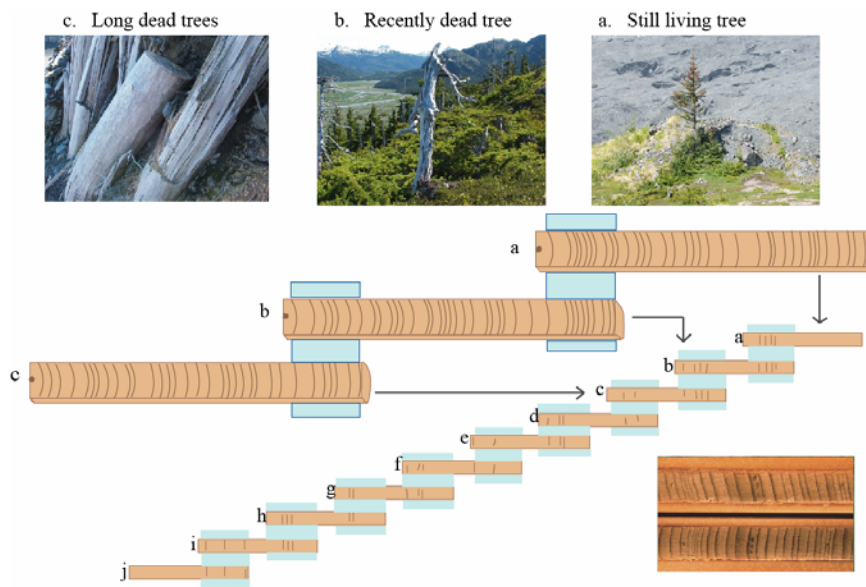 c. Long dead trees
b. Recently dead tree
a. Still living tree
a
b
c
a
b
c
d
e
f
g
h
i
j